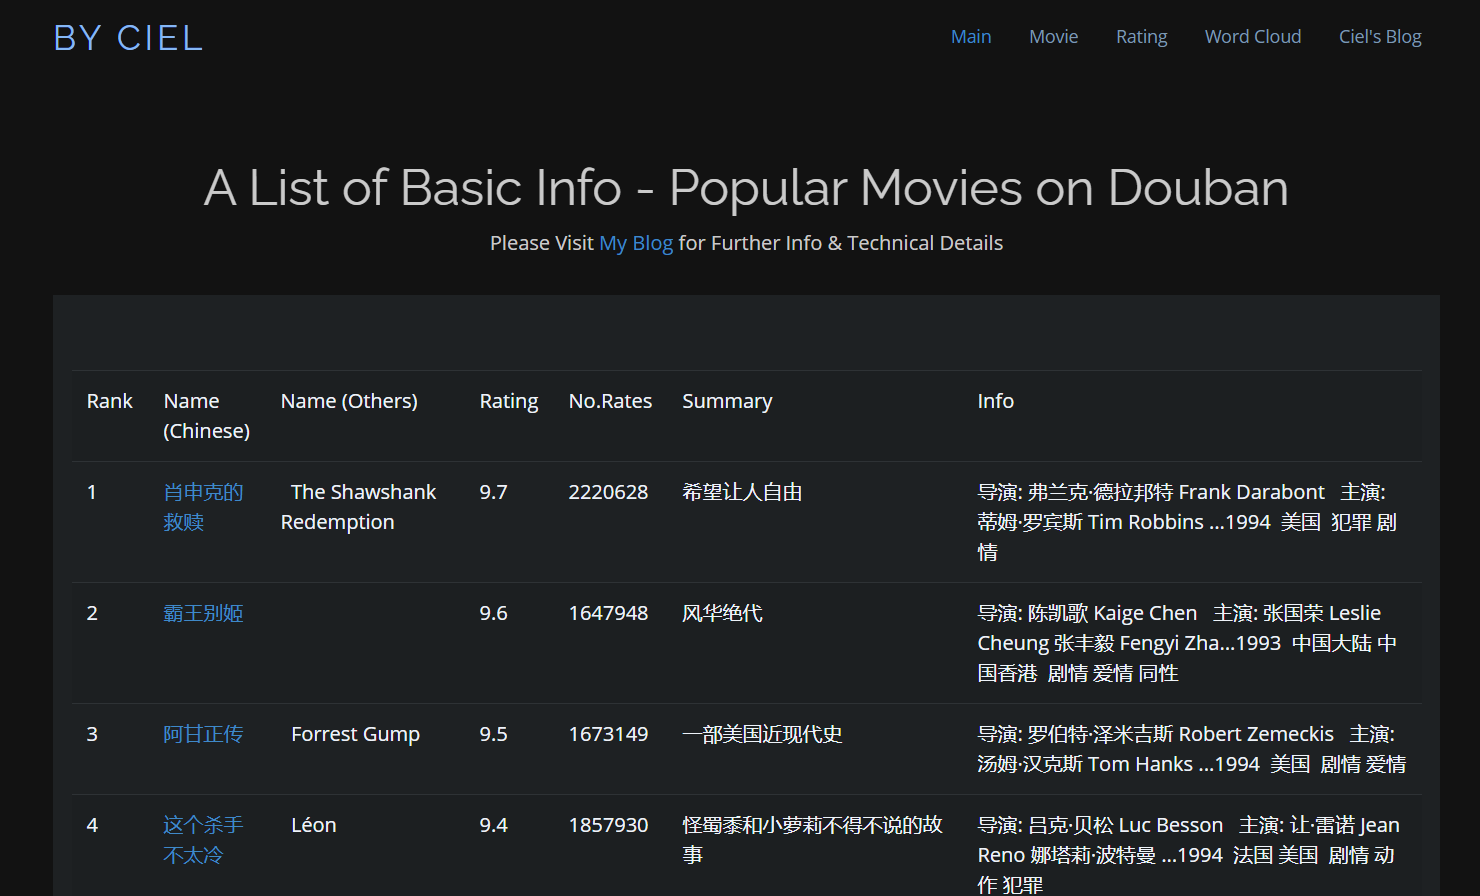 BY CIEL
Main Movie Rating Word Cloud Ciel's Blog
A List of Basic Info - Popular Movies on Douban
Please Visit My Blog for Further Info & Technical Details
Rank
Name
(Chinese)
Name (Others)
Rating
No.Rates
Summary
Info
1
肖申克的
救赎
The Shawshank
Redemption
9.7
2220628
希望让人自由
导演: 弗兰克·德拉邦特 Frank Darabont 主演:
蒂姆·罗宾斯 Tim Robbins ...1994 美国 犯罪 剧
情
2
霸王别姬
9.6
1647948
风华绝代
导演: 陈凯歌 Kaige Chen 主演: 张国荣 Leslie
Cheung 张丰毅 Fengyi Zha...1993 中国大陆 中
国香港 剧情 爱情 同性
3
阿甘正传
Forrest Gump
9.5
1673149
一部美国近现代史
导演: 罗伯特·泽米吉斯 Robert Zemeckis 主演:
汤姆·汉克斯 Tom Hanks ...1994 美国 剧情 爱情
4
这个杀手
不太冷
Léon
9.4
1857930
怪蜀黍和小萝莉不得不说的故
事
导演: 吕克·贝松 Luc Besson 主演: 让·雷诺 Jean
Reno 娜塔莉·波特曼 ...1994 法国 美国 剧情 动
作 犯罪